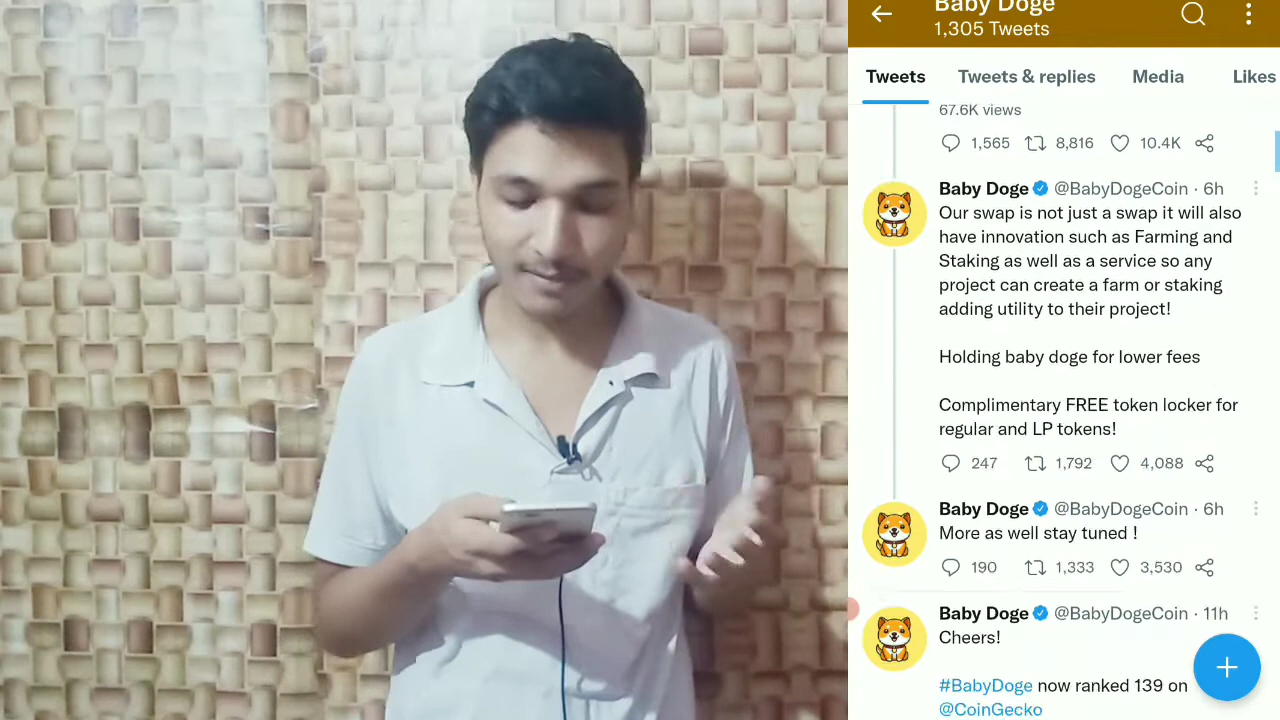 Baby Doge
1,305 Tweets
Tweets Tweets & replies Media Likes
67.6K views
1,565 8,816 10.4K
Baby Doge @BabyDogeCoin · 6h
Our swap is not just a swap it will also
have innovation such as Farming and
Staking as well as a service so any
project can create a farm or staking
adding utility to their project!
Holding baby doge for lower fees
Complimentary FREE token locker for
regular and LP tokens!
247 1,792 4,088
Baby Doge @BabyDogeCoin · 6h
More as well stay tuned !
190 1,333 3,530
Baby Doge @BabyDogeCoin · 11h
Cheers!
#BabyDoge now ranked 139 on
@CoinGecko